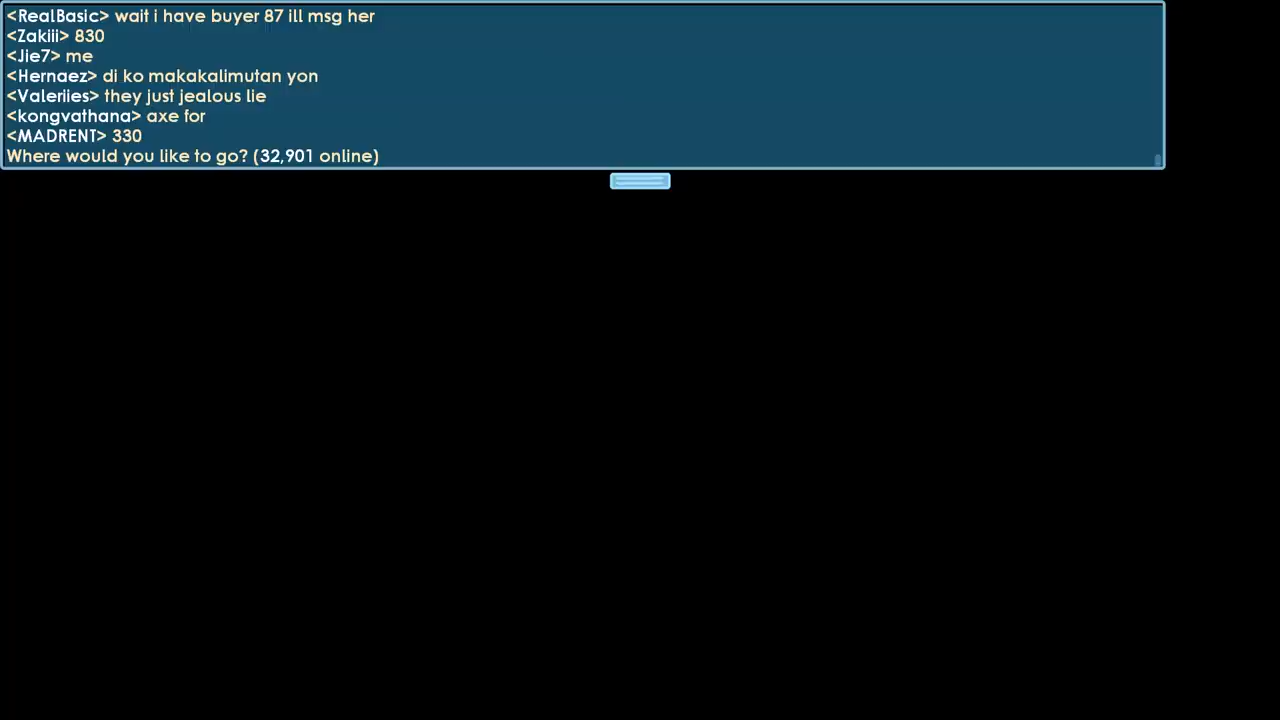 <RealBasic> wait i have buyer 87 ill msg her
<Zakiii> 830
<Jie7> me
<Hernaez> di ko makakalimutan yon
<Valeriies> they just jealous lie
<kongvathana> axe for
<MADRENT> 330
Where would you like to go? (32,901 online)